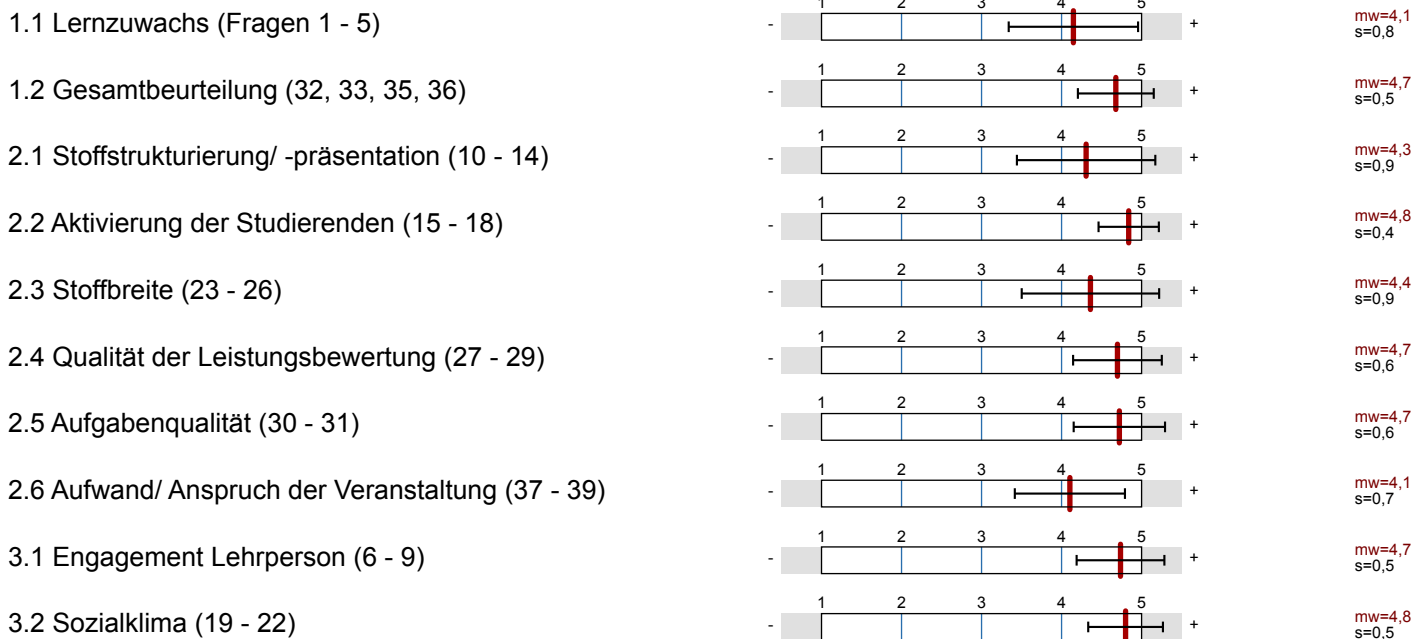 1.1 Lernzuwachs (Fragen 1 - 5)
1 2 3 4 5
- +
mw=4,1
s=0,8
1.2 Gesamtbeurteilung (32, 33, 35, 36)
1 2 3 4 5
- +
mw=4,7
s=0,5
2.1 Stoffstrukturierung/ -präsentation (10 - 14)
1 2 3 4 5
- +
mw=4,3
s=0,9
2.2 Aktivierung der Studierenden (15 - 18)
1 2 3 4 5
- +
mw=4,8
s=0,4
2.3 Stoffbreite (23 - 26)
1 2 3 4 5
- +
mw=4,4
s=0,9
2.4 Qualität der Leistungsbewertung (27 - 29)
1 2 3 4 5
- +
mw=4,7
s=0,6
2.5 Aufgabenqualität (30 - 31)
1 2 3 4 5
- +
mw=4,7
s=0,6
2.6 Aufwand/ Anspruch der Veranstaltung (37 - 39)
1 2 3 4 5
- +
mw=4,1
s=0,7
3.1 Engagement Lehrperson (6 - 9)
1 2 3 4 5
- +
mw=4,7
s=0,5
3.2 Sozialklima (19 - 22)
1 2 3 4 5
- +
mw=4,8
s=0,5